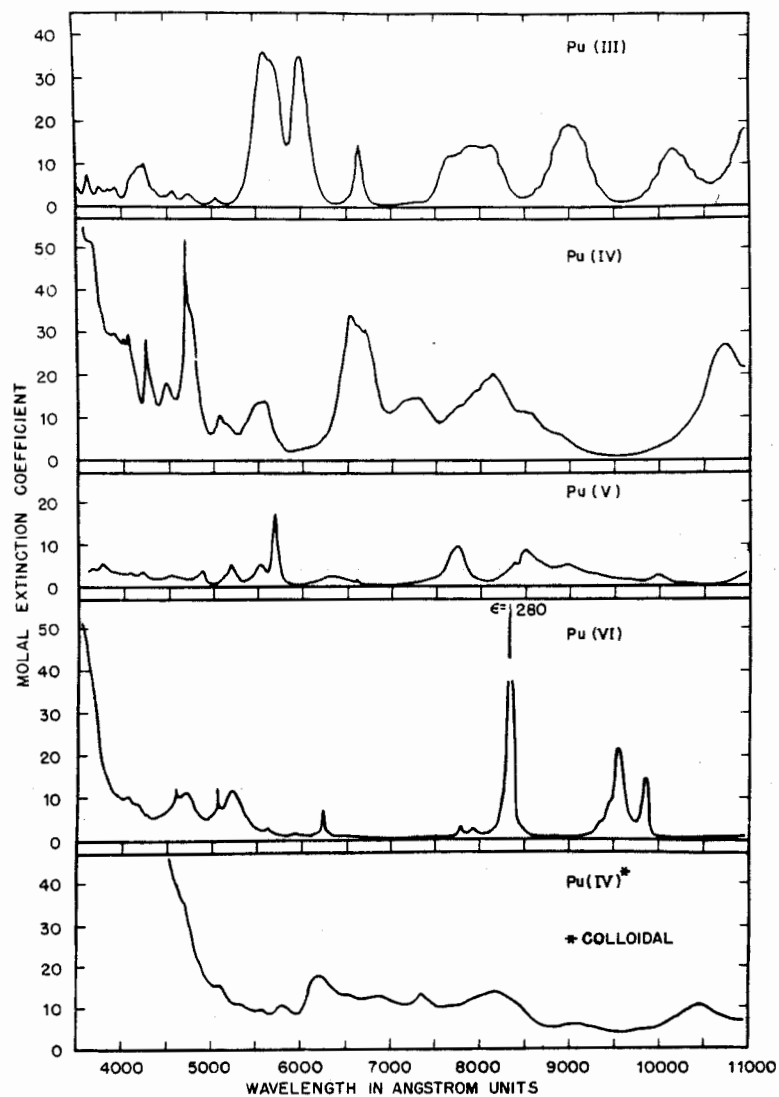 40
30
20
10
0
Pu (III)
50
40
30
20
10
0
Pu (IV)
20
10
0
Pu (V)
50
40
30
20
10
0
ϵ=1280
Pu (VI)
40
30
20
10
0
Pu(IV)*
* COLLOIDAL
MOLAL EXTINCTION COEFFICIENT
4000 5000 6000 7000 8000 9000 10000 11000
WAVELENGTH IN ANGSTROM UNITS